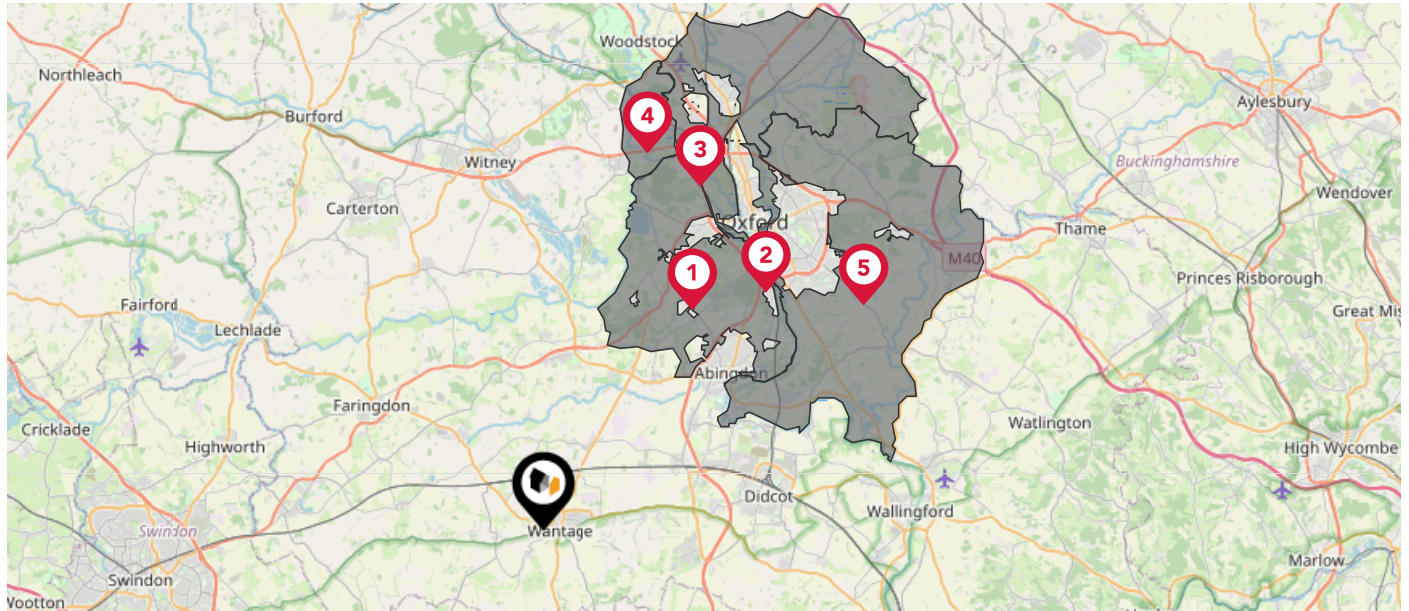 Woodstock
Northleach
Aylesbury
Burford
4
3
Witney
Buckinghamshire
Wendover
Carterton
Oxford
Thame
2
M40
1
5
Princes Risborough
Fairford
Lechlade
Great Mis
Abingdon
Faringdon
Watlington
Cricklade
Highworth
High Wycombe
Didcot
Wallingford
Swindon
Wantage
Marlow
Swindon
Wootton